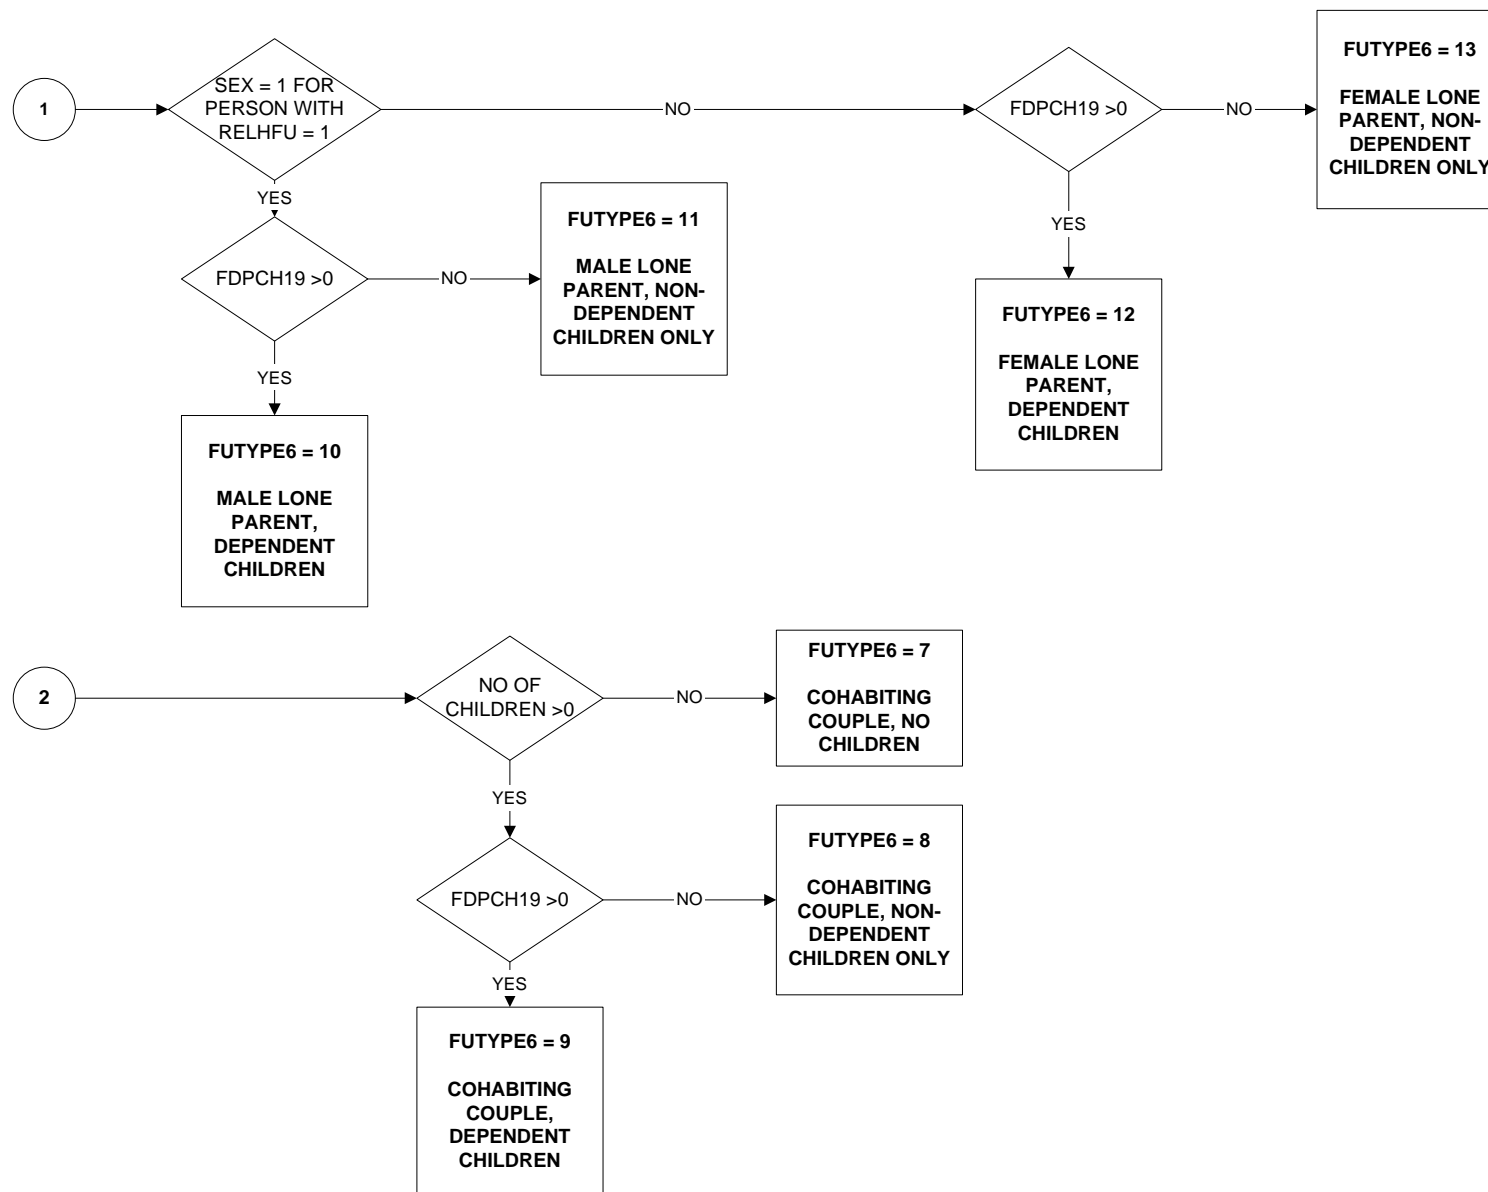 1
SEX = 1 FOR
PERSON WITH
RELHFU = 1
NO
FDPCH19 >0
NO
FUTYPE6 = 13
FEMALE LONE
PARENT, NON-
DEPENDENT
CHILDREN ONLY
YES
FDPCH19 >0
NO
FUTYPE6 = 11
MALE LONE
PARENT, NON-
DEPENDENT
CHILDREN ONLY
YES
FUTYPE6 = 12
FEMALE LONE
PARENT,
DEPENDENT
CHILDREN
YES
FUTYPE6 = 10
MALE LONE
PARENT,
DEPENDENT
CHILDREN
2
NO OF
CHILDREN >0
NO
FUTYPE6 = 7
COHABITING
COUPLE, NO
CHILDREN
YES
FDPCH19 >0
NO
FUTYPE6 = 8
COHABITING
COUPLE, NON-
DEPENDENT
CHILDREN ONLY
YES
FUTYPE6 = 9
COHABITING
COUPLE,
DEPENDENT
CHILDREN